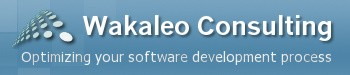 Wakaleo Consulting
Optimizing your software development process